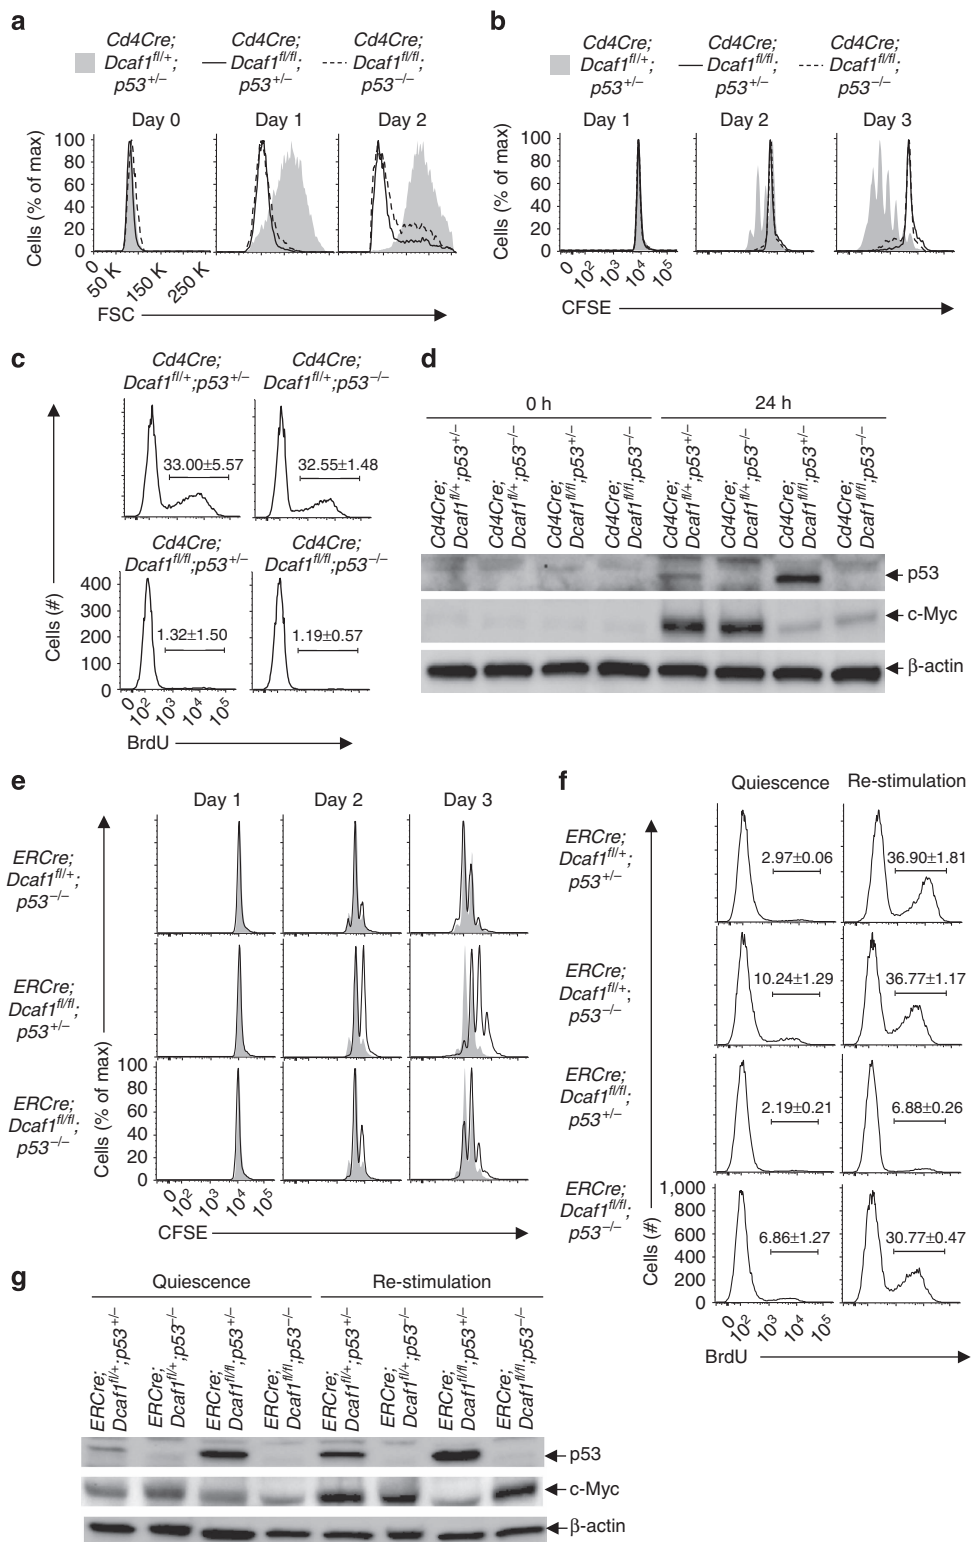 a
Cd4Cre; Dcaf1fl/+; p53+/–
Cd4Cre; Dcaf1fl/fl; p53+/–
Cd4Cre; Dcaf1fl/fl; p53–/–
Day 0 Day 1 Day 2
Cells (% of max)
100
80
60
40
20
0
0 50 K 150 K 250 K
FSC
b
Cd4Cre; Dcaf1fl/+; p53+/–
Cd4Cre; Dcaf1fl/fl; p53+/–
Cd4Cre; Dcaf1fl/fl; p53–/–
Day 1 Day 2 Day 3
Cells (% of max)
100
80
60
40
20
0
0 10² 10³ 10⁴ 10⁵
CFSE
c
Cd4Cre; Dcaf1fl/+;p53+/–
Cd4Cre; Dcaf1fl/+;p53–/–
33.00±5.57
32.55±1.48
Cd4Cre; Dcaf1fl/fl;p53+/–
Cd4Cre; Dcaf1fl/fl;p53–/–
1.32±1.50
1.19±0.57
Cells (#)
400
300
200
100
0
0 10² 10³ 10⁴ 10⁵
BrdU
d
0 h 24 h
Cd4Cre; Dcaf1fl/+;p53+/–
Cd4Cre; Dcaf1fl/+;p53–/–
Cd4Cre; Dcaf1fl/fl;p53+/–
Cd4Cre; Dcaf1fl/fl;p53–/–
Cd4Cre; Dcaf1fl/+;p53+/–
Cd4Cre; Dcaf1fl/+;p53–/–
Cd4Cre; Dcaf1fl/fl;p53+/–
Cd4Cre; Dcaf1fl/fl;p53–/–
p53
c-Myc
β-actin
e
Day 1 Day 2 Day 3
ERCre; Dcaf1fl/+; p53–/–
ERCre; Dcaf1fl/fl; p53+/–
ERCre; Dcaf1fl/fl; p53–/–
Cells (% of max)
100
80
60
40
20
0
0 10² 10³ 10⁴ 10⁵
CFSE
f
Quiescence Re-stimulation
ERCre; Dcaf1fl/+; p53+/–
2.97±0.06
36.90±1.81
ERCre; Dcaf1fl/+; p53–/–
10.24±1.29
36.77±1.17
ERCre; Dcaf1fl/fl; p53+/–
2.19±0.21
6.88±0.26
ERCre; Dcaf1fl/fl; p53–/–
6.86±1.27
30.77±0.47
Cells (#)
1,000
800
600
400
200
0
0 10² 10³ 10⁴ 10⁵
BrdU
g
Quiescence Re-stimulation
ERCre; Dcaf1fl/+;p53+/–
ERCre; Dcaf1fl/+;p53–/–
ERCre; Dcaf1fl/fl;p53+/–
ERCre; Dcaf1fl/fl;p53–/–
ERCre; Dcaf1fl/+;p53+/–
ERCre; Dcaf1fl/+;p53–/–
ERCre; Dcaf1fl/fl;p53+/–
ERCre; Dcaf1fl/fl;p53–/–
p53
c-Myc
β-actin